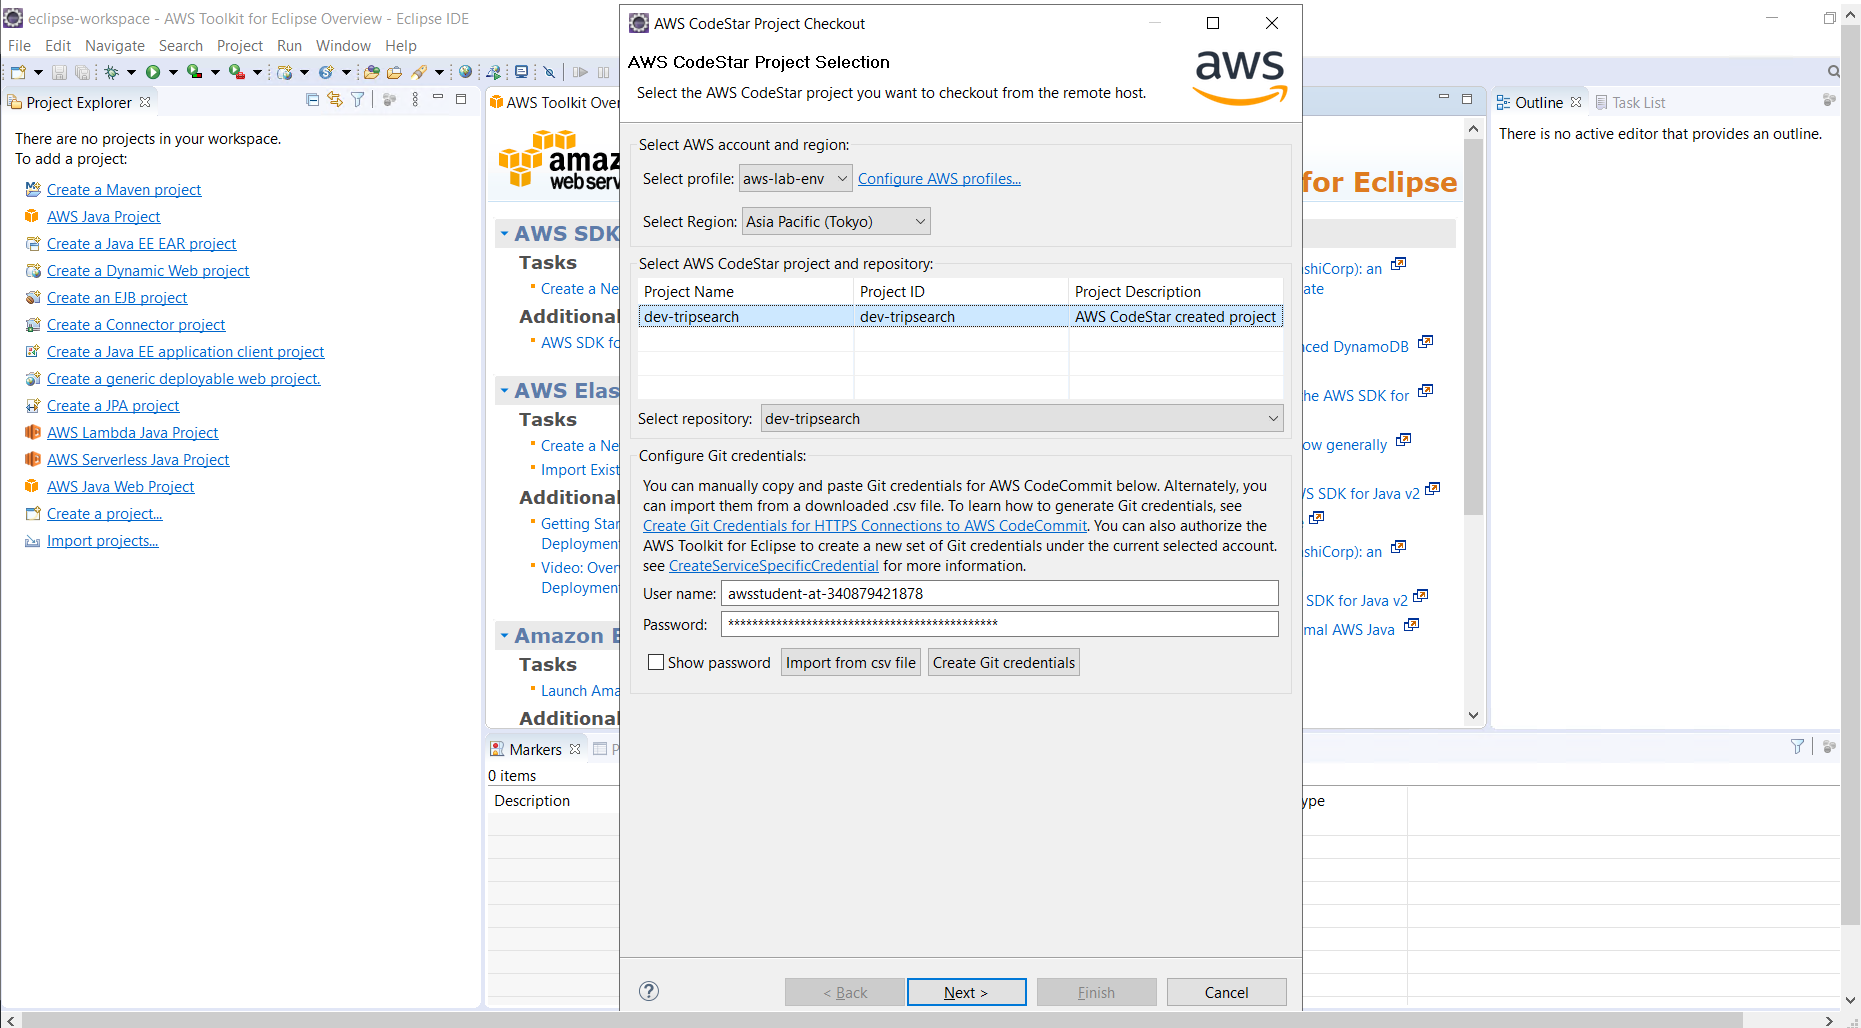 eclipse-workspace - AWS Toolkit for Eclipse Overview - Eclipse IDE
File Edit Navigate Search Project Run Window Help
Project Explorer
There are no projects in your workspace.
To add a project:
Create a Maven project
AWS Java Project
Create a Java EE EAR project
Create a Dynamic Web project
Create an EJB project
Create a Connector project
Create a Java EE application client project
Create a generic deployable web project.
Create a JPA project
AWS Lambda Java Project
AWS Serverless Java Project
AWS Java Web Project
Create a project...
Import projects...
AWS Toolkit Over
amaz
web serv
AWS SDK
Tasks
Create a Ne
Additional
AWS SDK fo
AWS Elas
Tasks
Create a Ne
Import Exist
Additional
Getting Star
Deployment
Video: Over
Deployment
Amazon E
Tasks
Launch Ama
Additional
AWS CodeStar Project Checkout
AWS CodeStar Project Selection
Select the AWS CodeStar project you want to checkout from the remote host.
aws
Select AWS account and region:
Select profile: aws-lab-env Configure AWS profiles...
Select Region: Asia Pacific (Tokyo)
Select AWS CodeStar project and repository:
Project Name Project ID Project Description
dev-tripsearch dev-tripsearch AWS CodeStar created project
Select repository: dev-tripsearch
Configure Git credentials:
You can manually copy and paste Git credentials for AWS CodeCommit below. Alternately, you
can import them from a downloaded .csv file. To learn how to generate Git credentials, see
Create Git Credentials for HTTPS Connections to AWS CodeCommit. You can also authorize the
AWS Toolkit for Eclipse to create a new set of Git credentials under the current selected account.
see CreateServiceSpecificCredential for more information.
User name: awsstudent-at-340879421878
Password: *********************************************
Show password Import from csv file Create Git credentials
< Back Next > Finish Cancel
for Eclipse
shiCorp): an
ate
ced DynamoDB
he AWS SDK for
ow generally
S SDK for Java v2
shiCorp): an
SDK for Java v2
mal AWS Java
Outline Task List
There is no active editor that provides an outline.
Markers P
0 items
Description ype